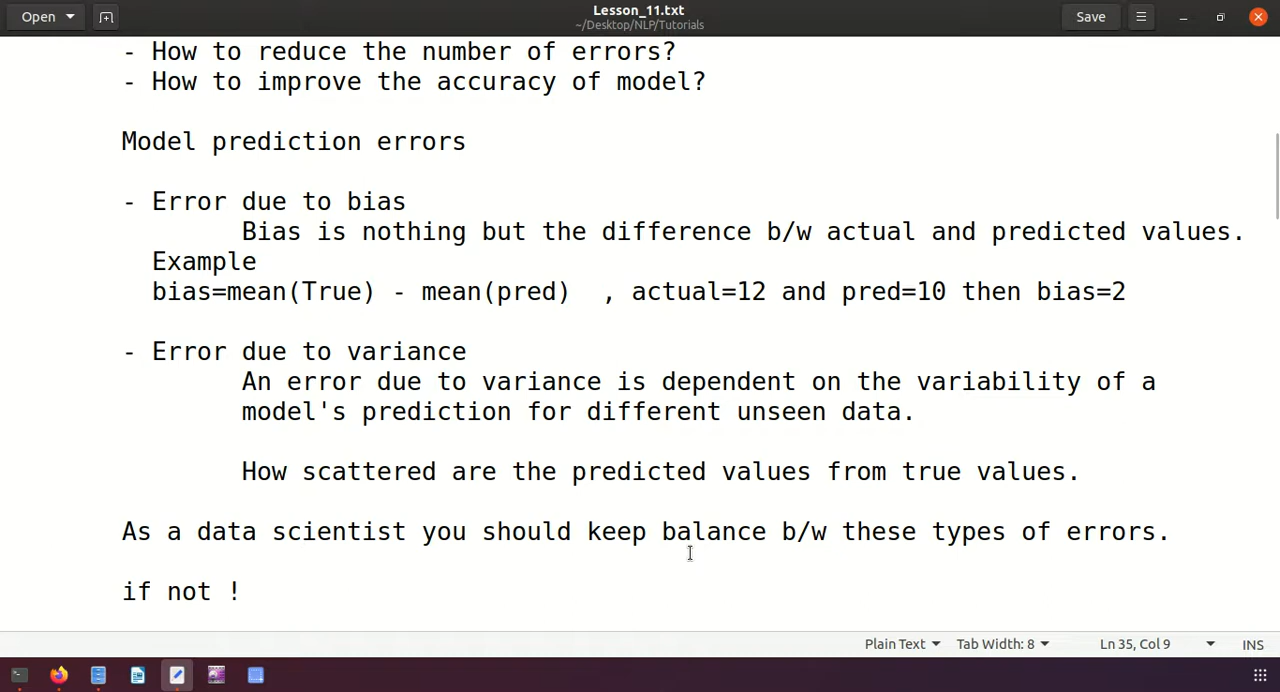 Open
Lesson_11.txt
~/Desktop/NLP/Tutorials
Save
- How to reduce the number of errors?
- How to improve the accuracy of model?
Model prediction errors
- Error due to bias
Bias is nothing but the difference b/w actual and predicted values.
Example
bias=mean(True) - mean(pred)  , actual=12 and pred=10 then bias=2
- Error due to variance
An error due to variance is dependent on the variability of a
model's prediction for different unseen data.
How scattered are the predicted values from true values.
As a data scientist you should keep balance b/w these types of errors.
if not !
Plain Text
Tab Width: 8
Ln 35, Col 9
INS